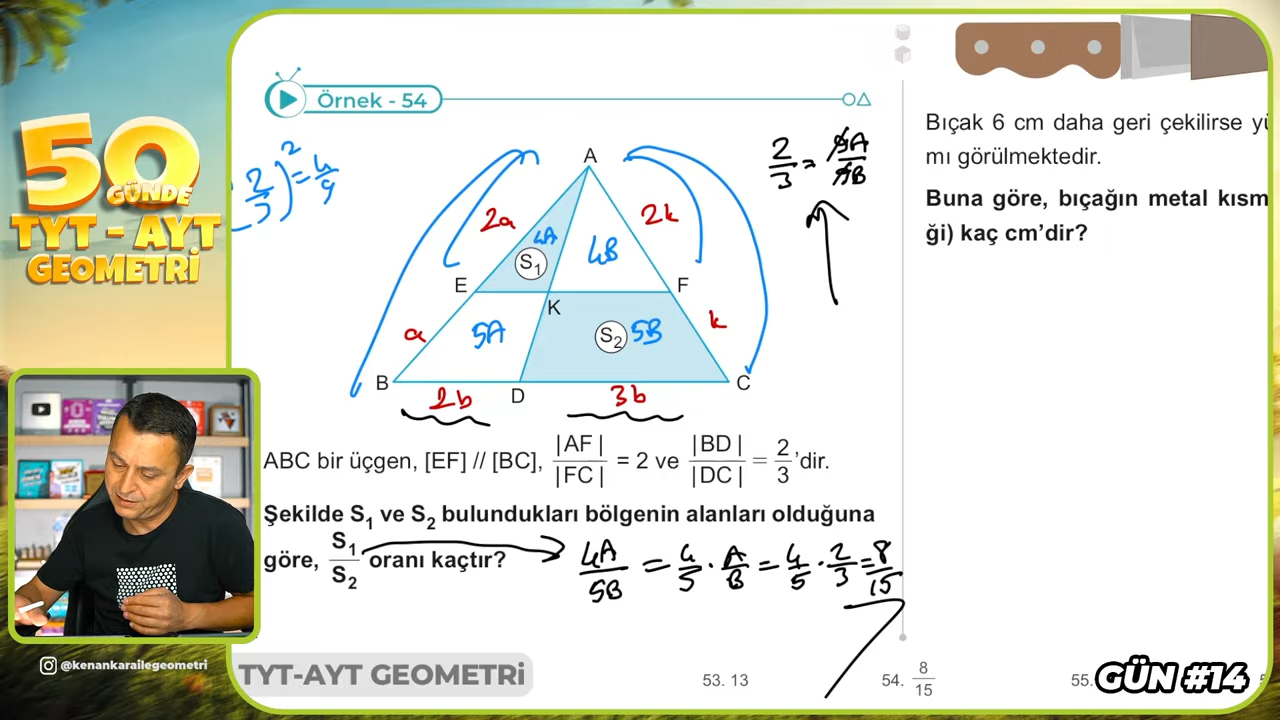 50
GÜNDE
TYT - AYT
GEOMETRİ
Örnek - 54
2/3)² = 4/9
2/3 = 9A/9B
A
2a
2k
4A
S₁
4B
E
F
K
a
5A
S₂
5B
k
B
D
C
2b
3b
ABC bir üçgen, [EF] // [BC], |AF|/|FC| = 2 ve |BD|/|DC| = 2/3 'dir.
Şekilde S₁ ve S₂ bulundukları bölgenin alanları olduğuna
göre, S₁/S₂ oranı kaçtır?
4A/5B = 4/5 · A/B = 4/5 · 2/3 = 8/15
Bıçak 6 cm daha geri çekilirse yü
mı görülmektedir.
Buna göre, bıçağın metal kısm
ği) kaç cm'dir?
@kenankarailegeometri
TYT-AYT GEOMETRİ
53. 13
54. 8/15
55.
GÜN #14